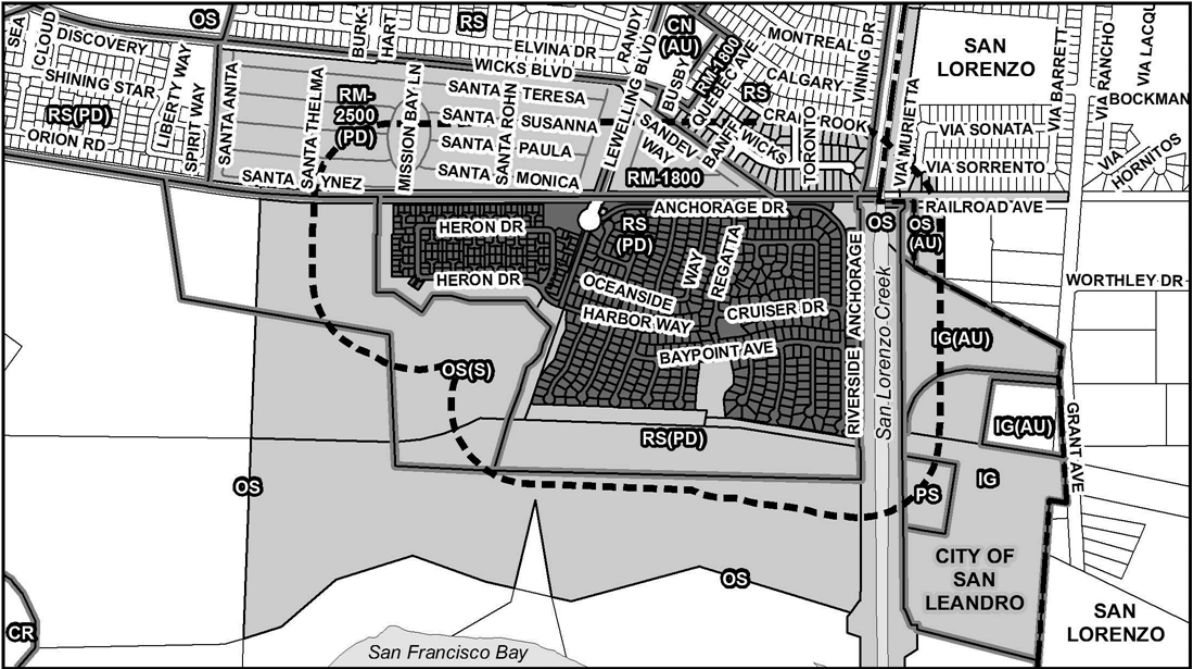 SEA
CLOUD
DISCOVERY
SHINING STAR
RS(PD)
ORION RD
LIBERTY WAY
SPIRIT WAY
OS
SANTA ANITA
SANTA THELMA
BURK-
HART
RS
ELVINA DR
WICKS BLVD
RM-
2500
(PD)
MISSION BAY LN
SANTA TERESA
SANTA SUSANNA
SANTA ROHN
SANTA PAULA
SANTA MONICA
SANTA YNEZ
RANDY
LEWELLING BLVD
CN
(AU)
BUSBY
RM-1800
QUEBEC AVE
MONTREAL
CALGARY
RS
CRAIG ROOK
VINING DR
SANDEV
WAY
BANFF
WICKS
TORONTO
RM-1800
VIA MURIETTA
SAN
LORENZO
VIA BARRETT
VIA RANCHO
VIA LACQU
BOCKMAN
VIA SONATA
VIA SORRENTO
VIA
HORNITOS
RAILROAD AVE
ANCHORAGE DR
OS
OS
(AU)
HERON DR
RS
(PD)
HERON DR
OCEANSIDE
WAY
REGATTA
HARBOR WAY
CRUISER DR
BAYPOINT AVE
RIVERSIDE
ANCHORAGE
San Lorenzo Creek
WORTHLEY DR
IG(AU)
OS(S)
RS(PD)
IG(AU)
GRANT AVE
OS
PS
IG
CITY OF
SAN
LEANDRO
OS
SAN
LORENZO
CR
San Francisco Bay